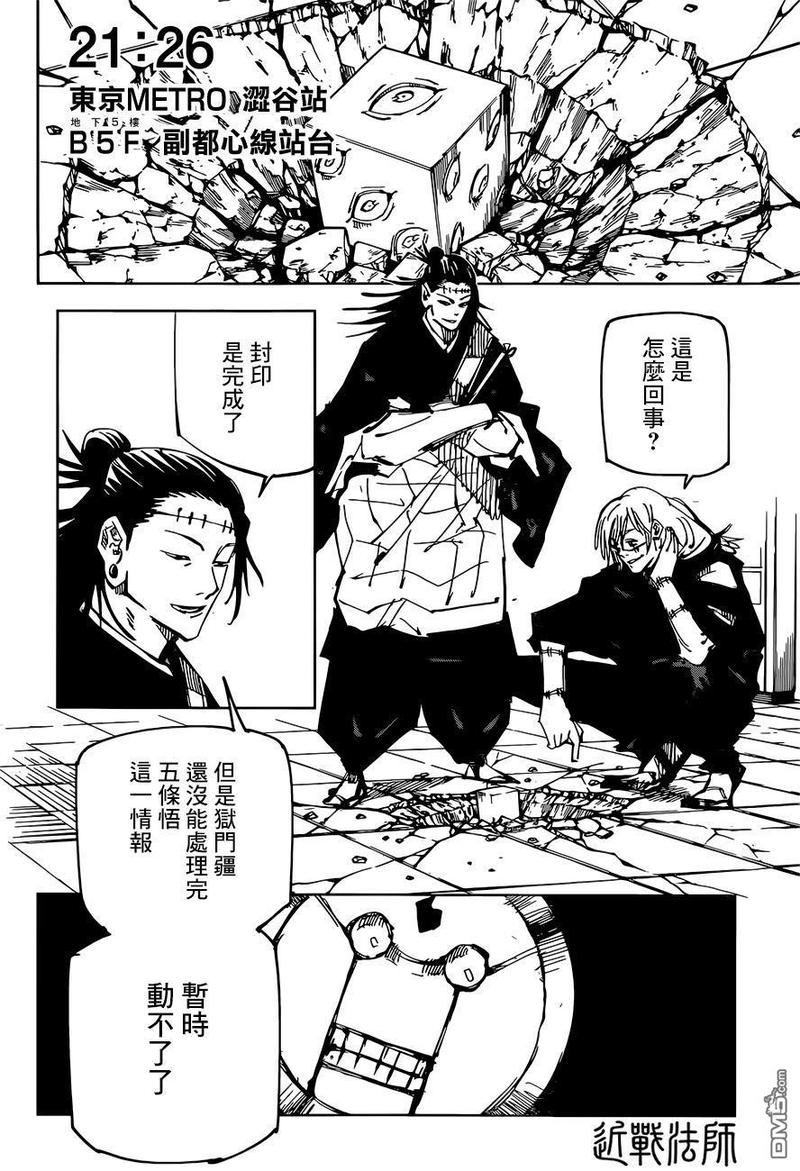 21:26
東京METRO 澀谷站
地下5樓
B5F 副都心線站台
這是
怎麼回事?
封印
是完成了
但是獄門疆
還沒能處理完
五條悟
這一情報
暫時
動不了了
近戰法師
DM5.com